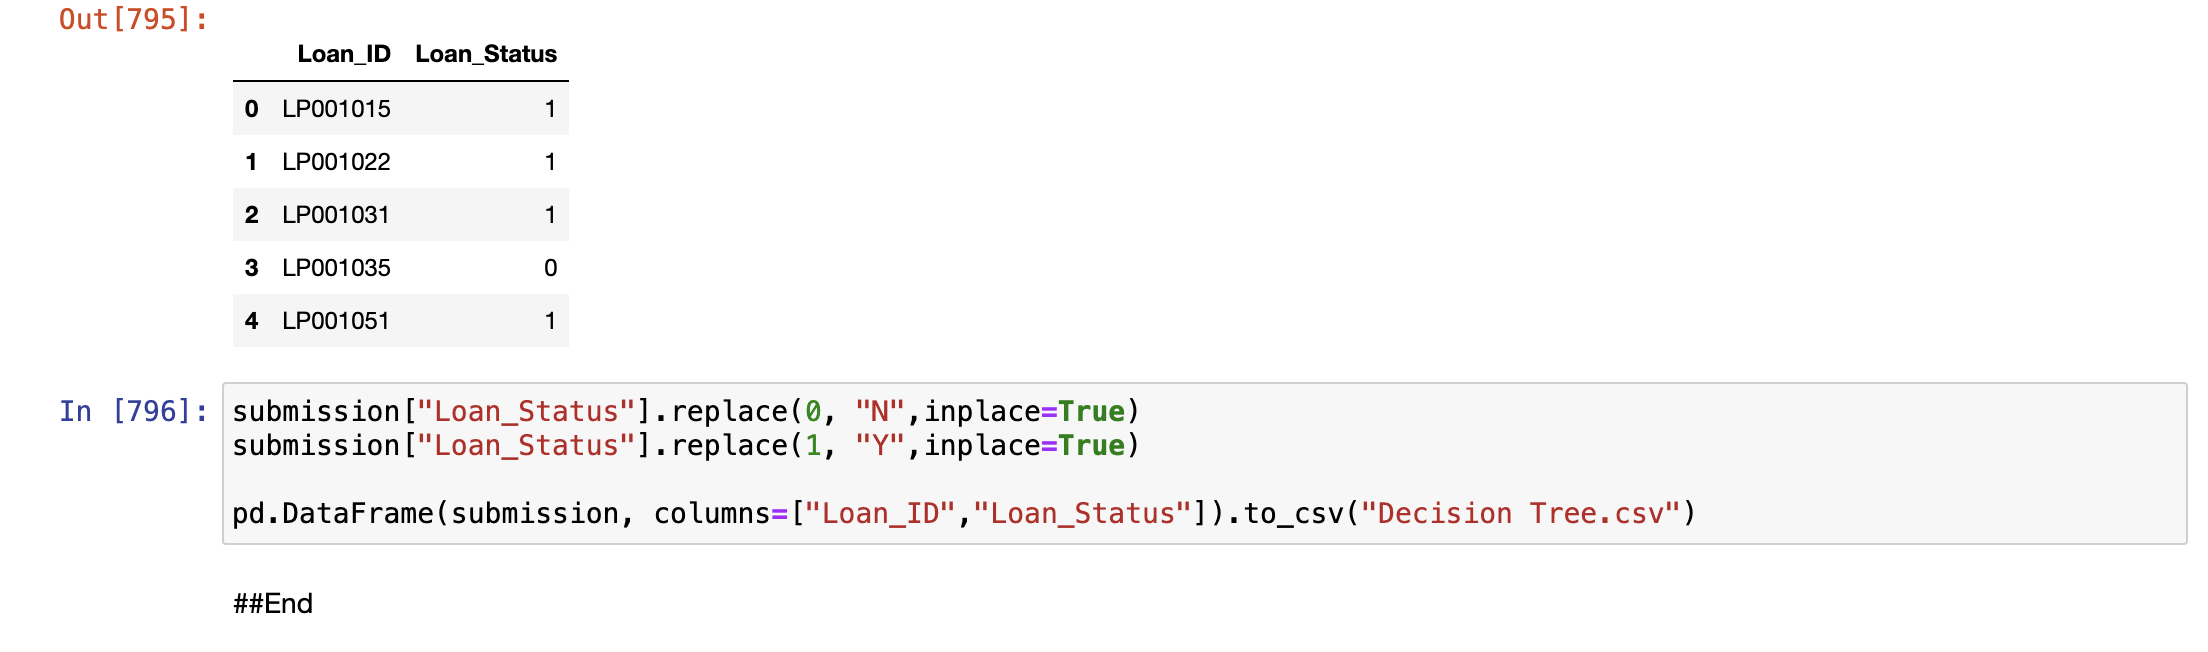 Out[795]:
Loan_ID Loan_Status
0 LP001015 1
1 LP001022 1
2 LP001031 1
3 LP001035 0
4 LP001051 1
In [796]:
submission["Loan_Status"].replace(0, "N",inplace=True)
submission["Loan_Status"].replace(1, "Y",inplace=True)
pd.DataFrame(submission, columns=["Loan_ID","Loan_Status"]).to_csv("Decision Tree.csv")
##End